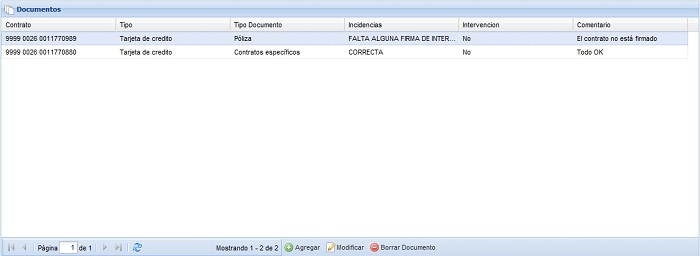 Documentos
Contrato Tipo Tipo Documento Incidencias Intervencion Comentario
9999 0026 0011770989 Tarjeta de credito Póliza FALTA ALGUNA FIRMA DE INTER... No El contrato no está firmado
9999 0026 0011770880 Tarjeta de credito Contratos específicos CORRECTA No Todo OK
Página 1 de 1 Mostrando 1 - 2 de 2 Agregar Modificar Borrar Documento